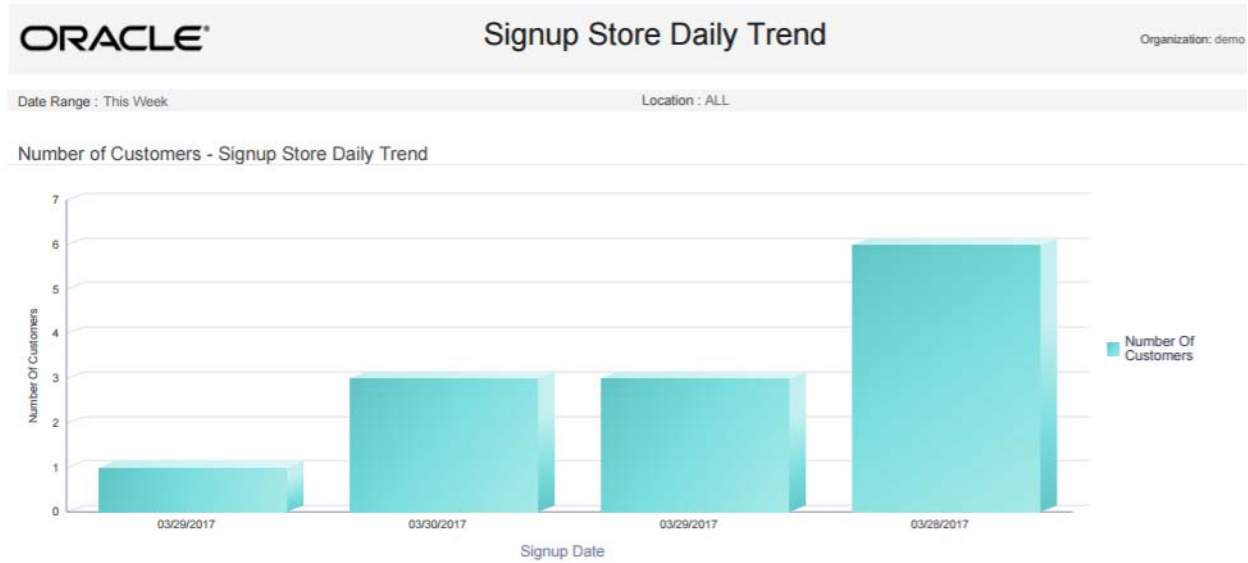 ORACLE®
Signup Store Daily Trend
Organization: demo
Date Range : This Week
Location : ALL
Number of Customers - Signup Store Daily Trend
Number Of Customers
7
6
5
4
3
2
1
0
03/29/2017
03/30/2017
03/29/2017
03/28/2017
Signup Date
Number Of
Customers